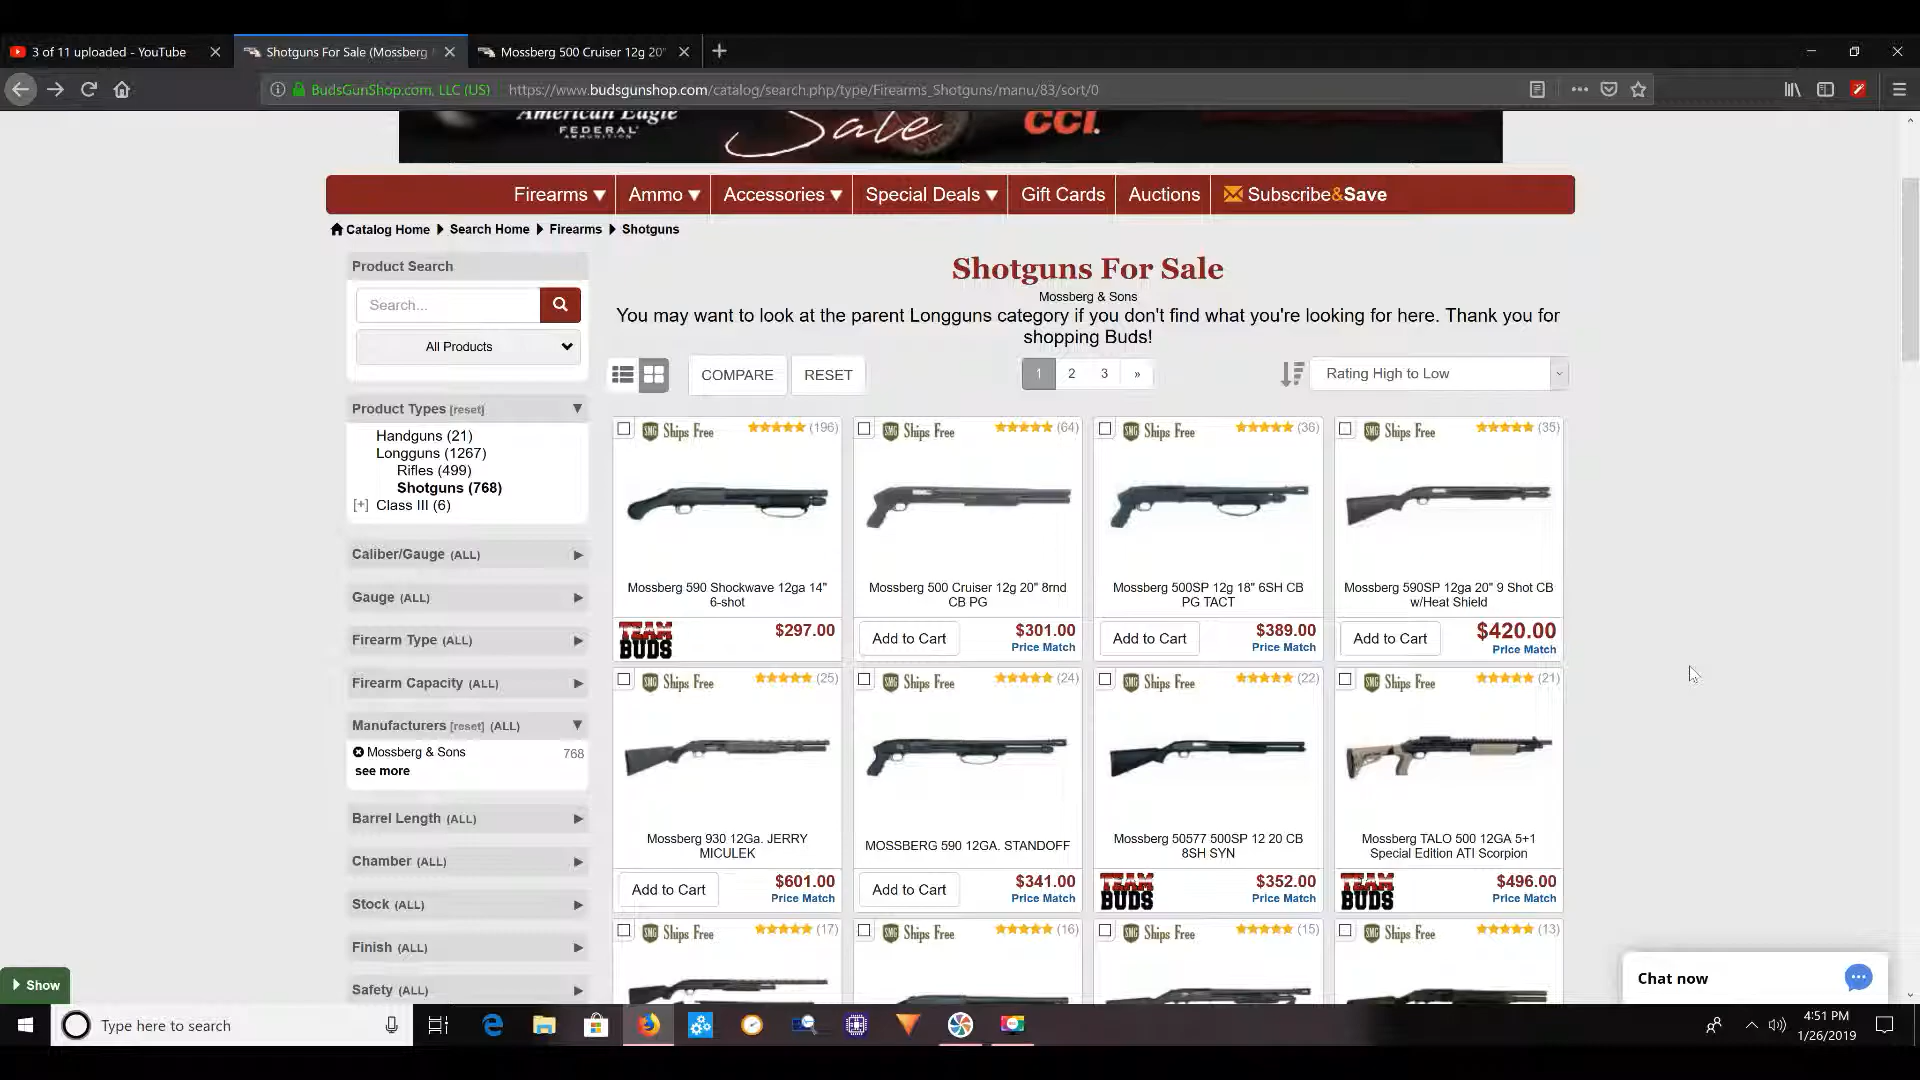 3 of 11 uploaded - YouTube
Shotguns For Sale (Mossberg
Mossberg 500 Cruiser 12g 20"
BudsGunShop.com, LLC (US)
https://www.budsgunshop.com/catalog/search.php/type/Firearms_Shotguns/manu/83/sort/0
American Eagle
FEDERAL
AMMUNITION
Sale
CCI.
Firearms ▼ Ammo ▼ Accessories ▼ Special Deals ▼ Gift Cards Auctions Subscribe&Save
Catalog Home Search Home Firearms Shotguns
Product Search
Search...
All Products
Product Types [reset]
Handguns (21)
Longguns (1267)
Rifles (499)
Shotguns (768)
[+] Class III (6)
Caliber/Gauge (ALL)
Gauge (ALL)
Firearm Type (ALL)
Firearm Capacity (ALL)
Manufacturers [reset] (ALL)
Mossberg & Sons 768
see more
Barrel Length (ALL)
Chamber (ALL)
Stock (ALL)
Finish (ALL)
Safety (ALL)
Shotguns For Sale
Mossberg & Sons
You may want to look at the parent Longguns category if you don't find what you're looking for here. Thank you for
shopping Buds!
COMPARE RESET
1 2 3 »
Rating High to Low
SMG Ships Free (196)
Mossberg 590 Shockwave 12ga 14"
6-shot
TEAM
BUDS
$297.00
SMG Ships Free (64)
Mossberg 500 Cruiser 12g 20" 8rnd
CB PG
Add to Cart
$301.00
Price Match
SMG Ships Free (36)
Mossberg 500SP 12g 18" 6SH CB
PG TACT
Add to Cart
$389.00
Price Match
SMG Ships Free (35)
Mossberg 590SP 12ga 20" 9 Shot CB
w/Heat Shield
Add to Cart
$420.00
Price Match
SMG Ships Free (25)
Mossberg 930 12Ga. JERRY
MICULEK
Add to Cart
$601.00
Price Match
SMG Ships Free (24)
MOSSBERG 590 12GA. STANDOFF
Add to Cart
$341.00
Price Match
SMG Ships Free (22)
Mossberg 50577 500SP 12 20 CB
8SH SYN
TEAM
BUDS
$352.00
Price Match
SMG Ships Free (21)
Mossberg TALO 500 12GA 5+1
Special Edition ATI Scorpion
TEAM
BUDS
$496.00
Price Match
SMG Ships Free (17)
SMG Ships Free (16)
SMG Ships Free (15)
SMG Ships Free (13)
Show
Chat now
Type here to search
4:51 PM
1/26/2019